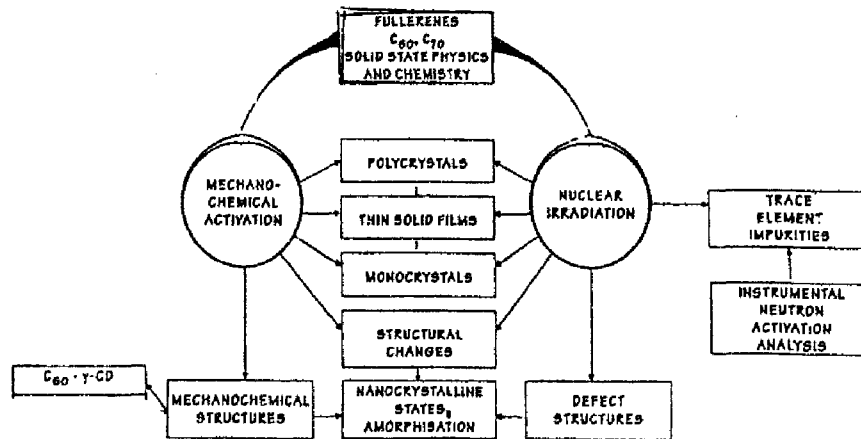 FULLERENES
C60, C70
SOLID STATE PHYSICS
AND CHEMISTRY
MECHANO-
CHEMICAL
ACTIVATION
POLYCRYSTALS
THIN SOLID FILMS
MONOCRYSTALS
STRUCTURAL
CHANGES
NUCLEAR
IRRADIATION
TRACE
ELEMENT
IMPURITIES
INSTRUMENTAL
NEUTRON
ACTIVATION
ANALYSIS
C60 - γ-CD
MECHANOCHEMICAL
STRUCTURES
NANOCRYSTALLINE
STATES,
AMORPHISATION
DEFECT
STRUCTURES